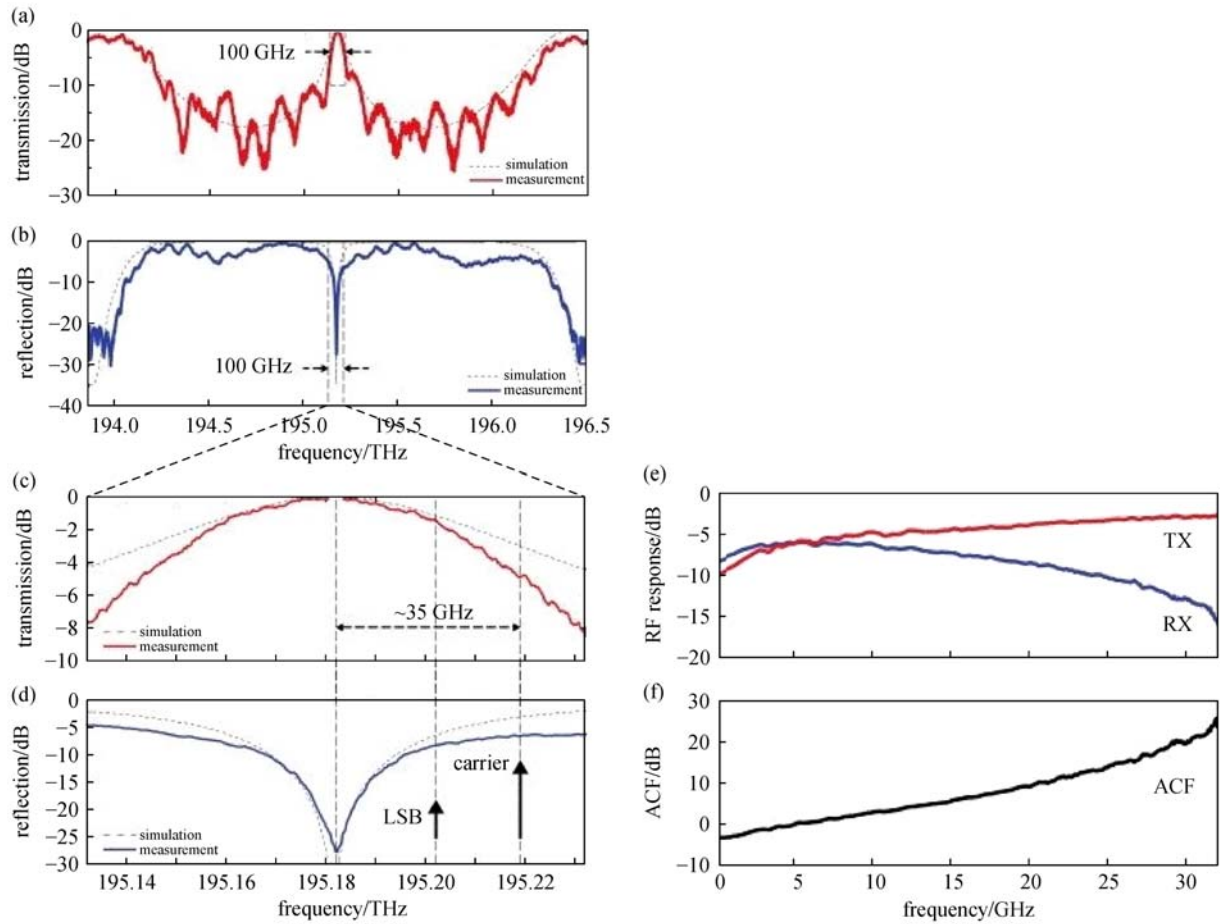 (a)
transmission/dB
0
−10
−20
−30
100 GHz
simulation
measurement
(b)
reflection/dB
0
−10
−20
−30
−40
100 GHz
simulation
measurement
194.0 194.5 195.0 195.5 196.0 196.5
frequency/THz
(c)
transmission/dB
0
−2
−4
−6
−8
−10
~35 GHz
simulation
measurement
(d)
reflection/dB
0
−5
−10
−15
−20
−25
−30
carrier
LSB
simulation
measurement
195.14 195.16 195.18 195.20 195.22
frequency/THz
(e)
RF response/dB
0
−5
−10
−15
−20
TX
RX
(f)
ACF/dB
30
20
10
0
−10
ACF
0 5 10 15 20 25 30
frequency/GHz